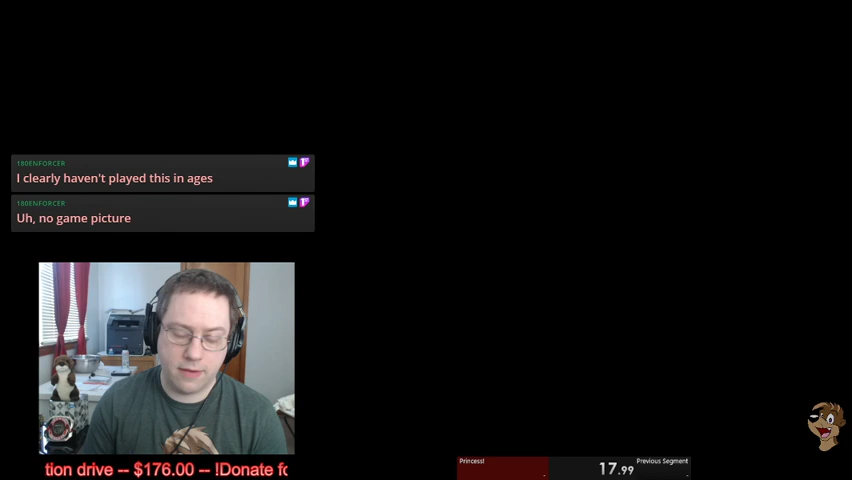 180ENFORCER
I clearly haven't played this in ages
180ENFORCER
Uh, no game picture
tion drive -- $176.00 -- !Donate fo
Princess!
-
17.99
Previous Segment
-